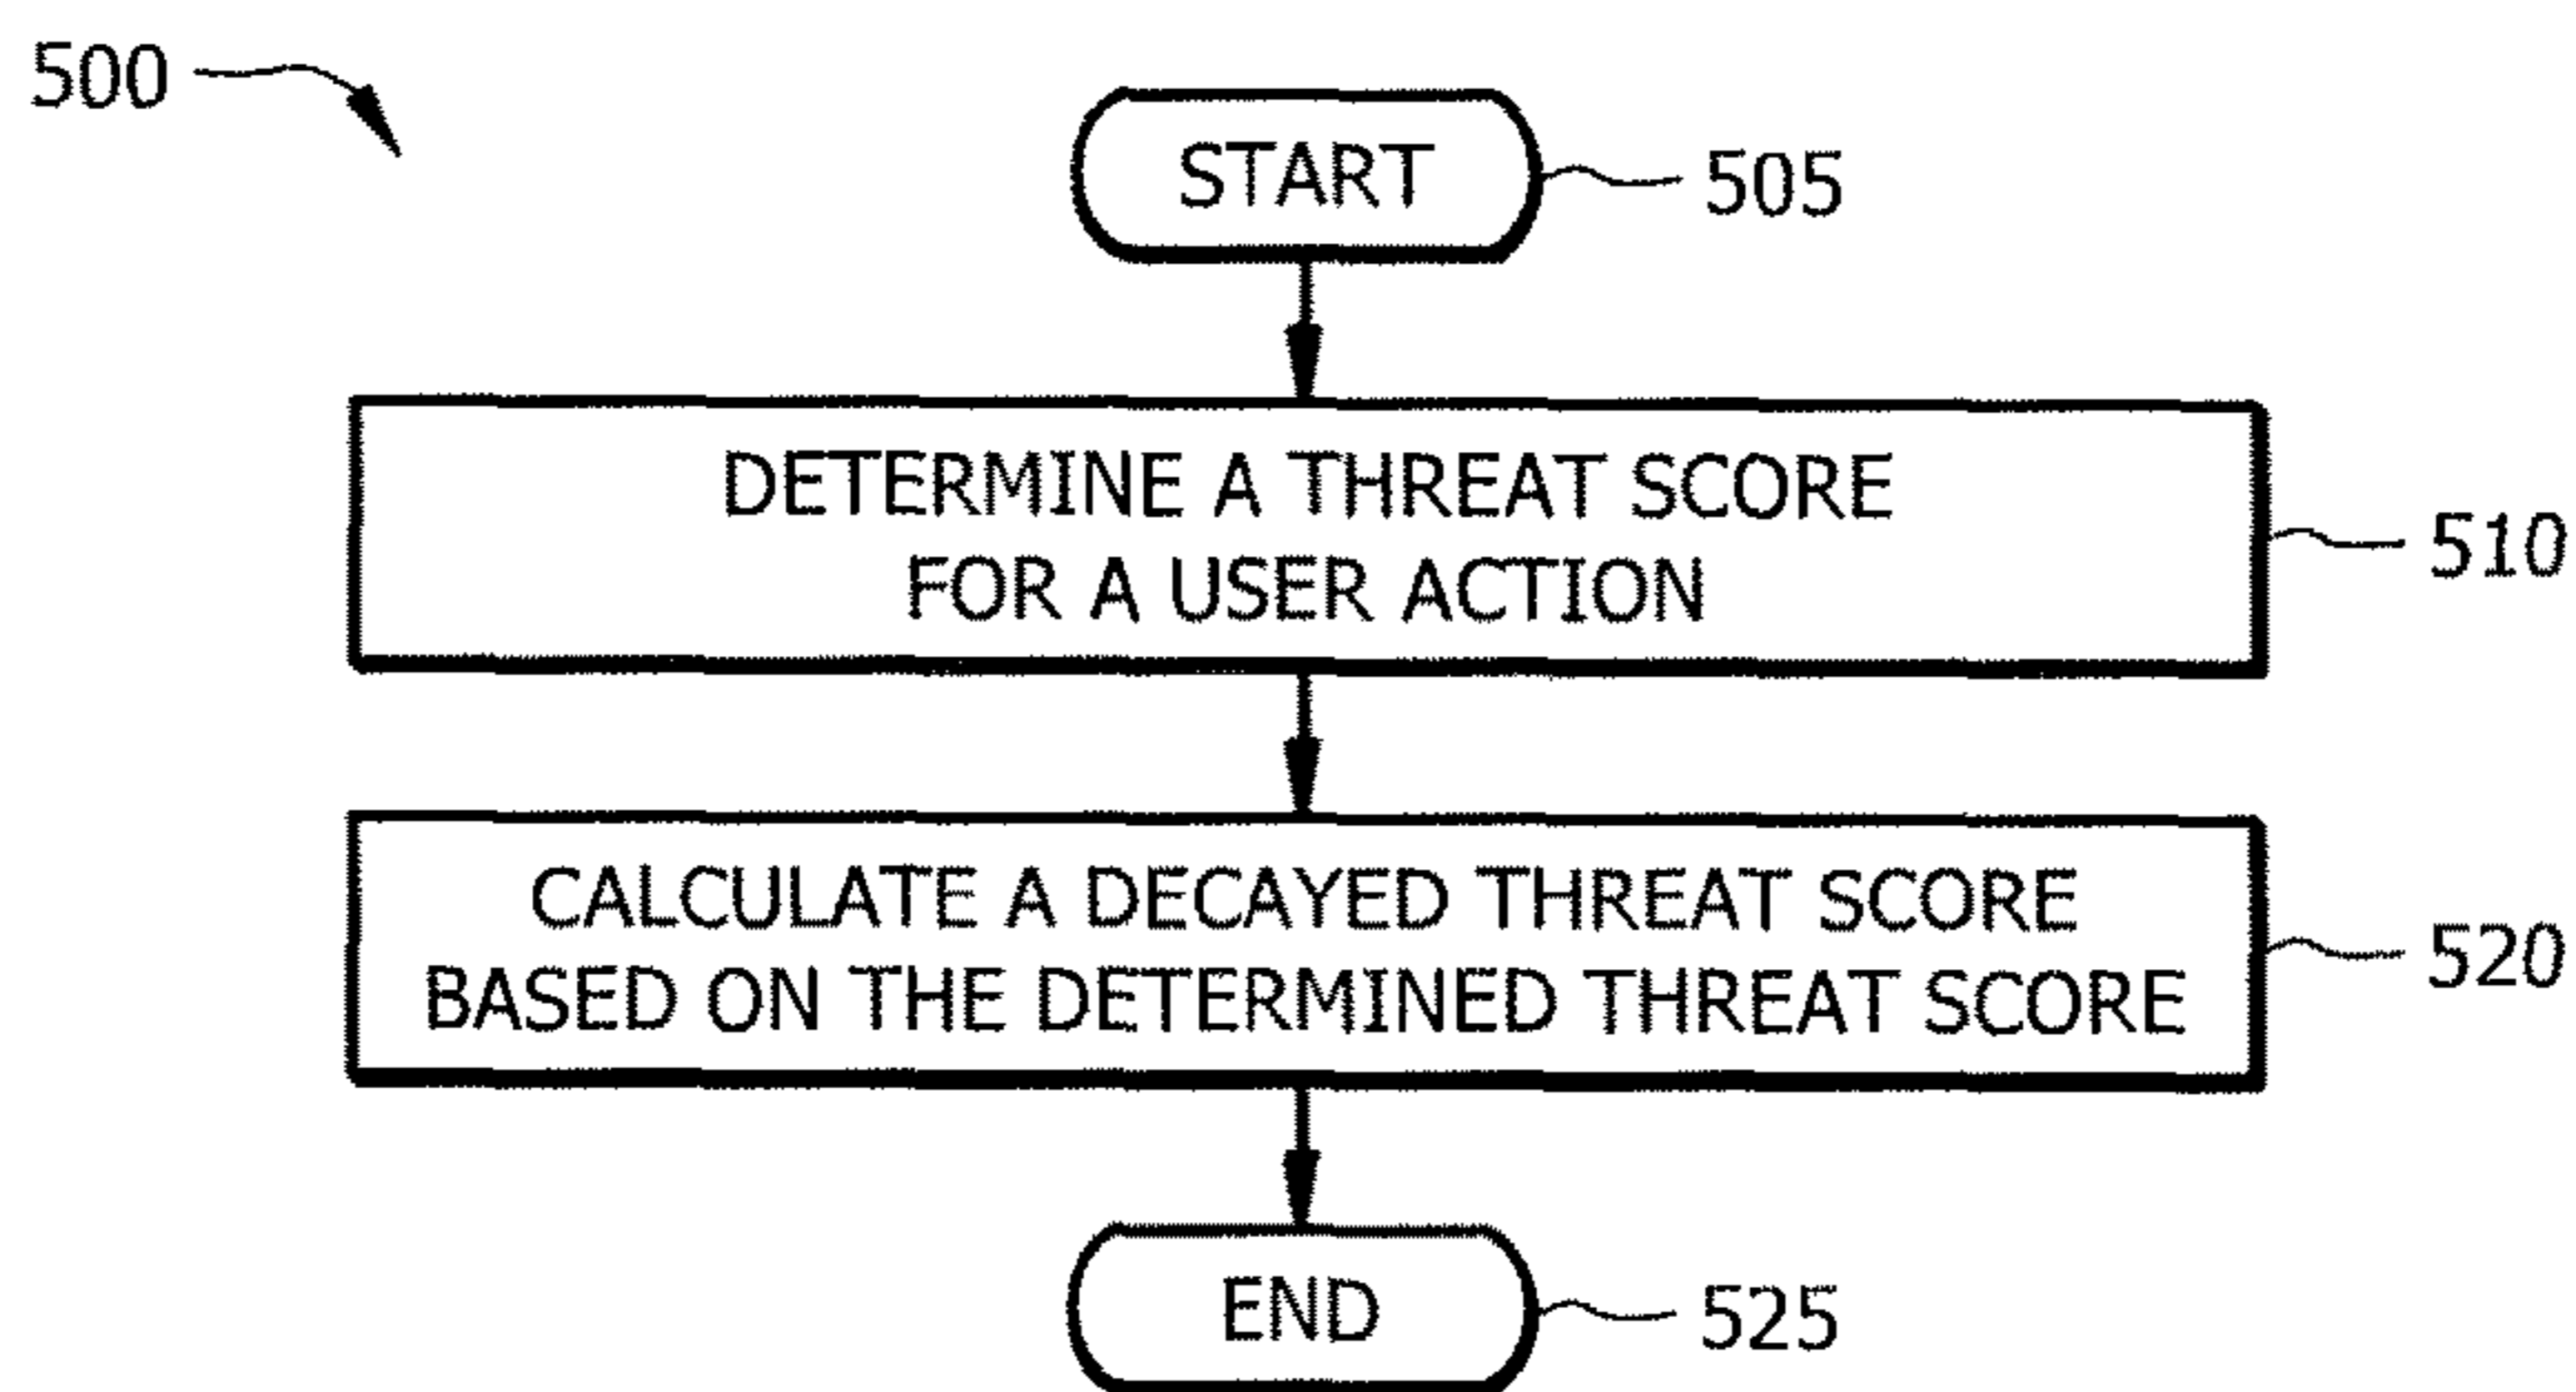 500
START
505
DETERMINE A THREAT SCORE
FOR A USER ACTION
510
CALCULATE A DECAYED THREAT SCORE
BASED ON THE DETERMINED THREAT SCORE
520
END
525